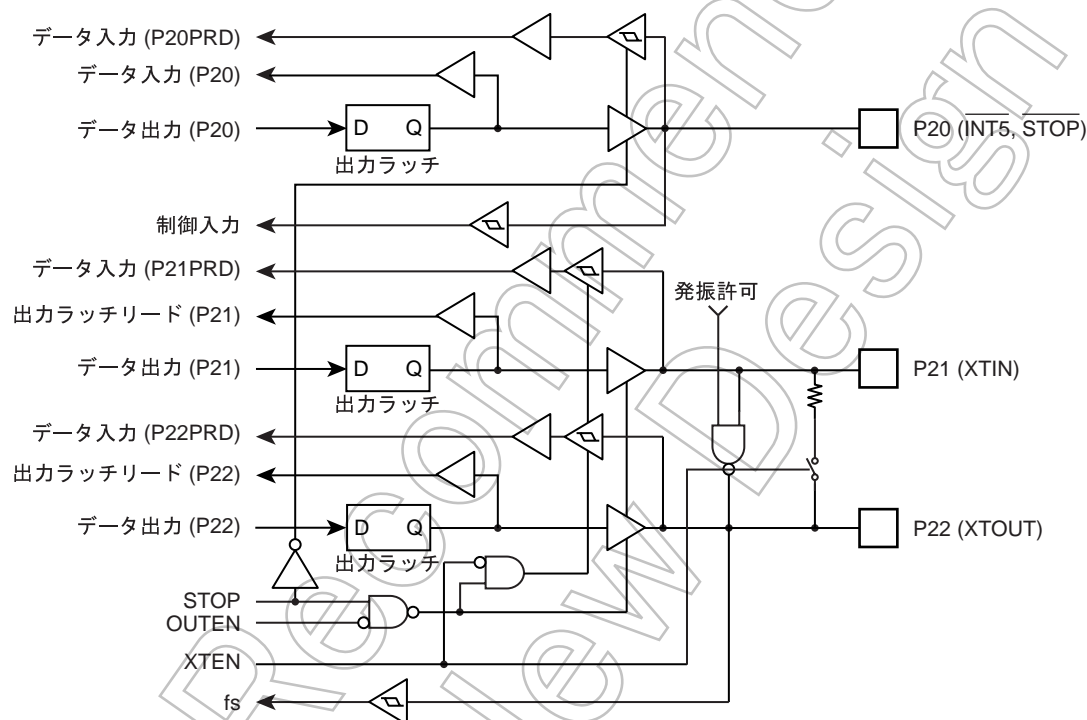 データ入力 (P20PRD)
データ入力 (P20)
データ出力 (P20)
D Q
出力ラッチ
P20 (INT5, STOP)
制御入力
データ入力 (P21PRD)
発振許可
出力ラッチリード (P21)
データ出力 (P21)
D Q
出力ラッチ
P21 (XTIN)
データ入力 (P22PRD)
出力ラッチリード (P22)
データ出力 (P22)
D Q
出力ラッチ
P22 (XTOUT)
STOP
OUTEN
XTEN
fs
Recommen
ew Design